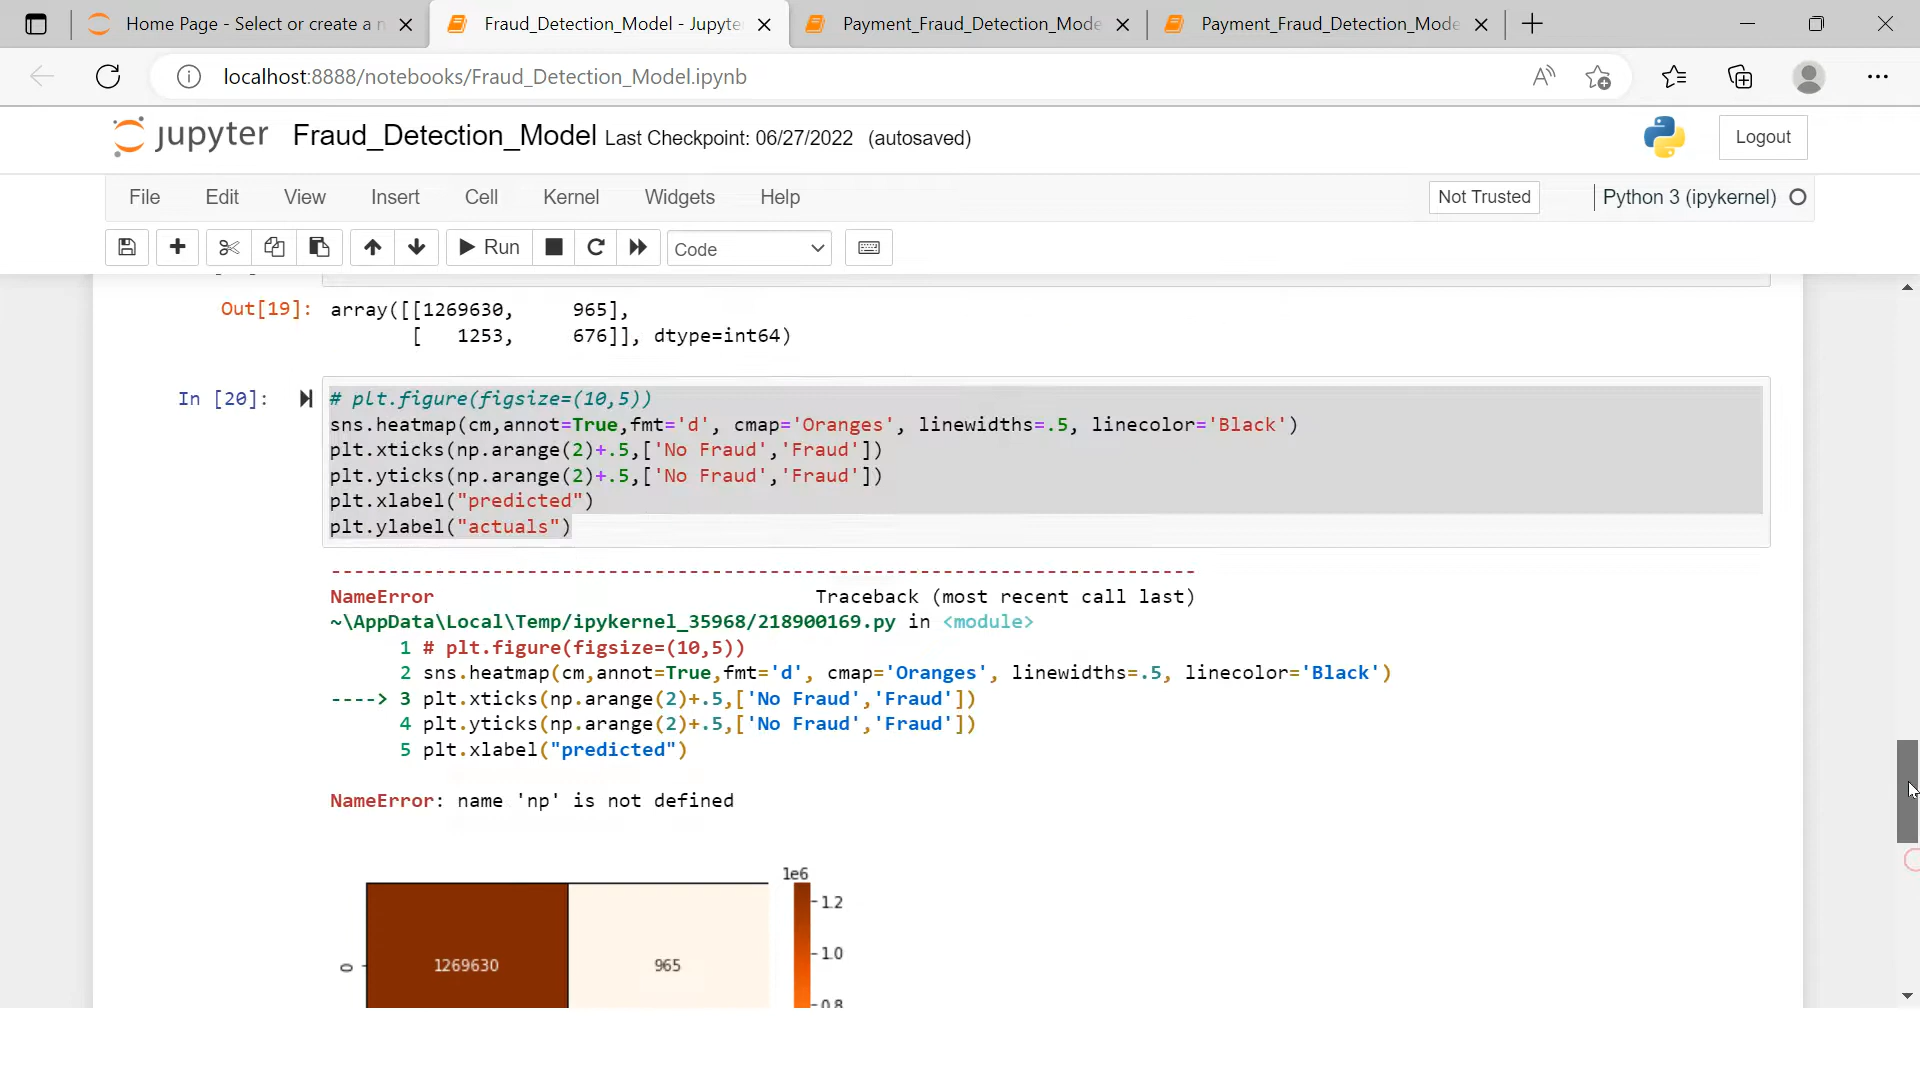 Home Page - Select or create a n
Fraud_Detection_Model - Jupyte
Payment_Fraud_Detection_Mode
Payment_Fraud_Detection_Mode
localhost:8888/notebooks/Fraud_Detection_Model.ipynb
jupyter Fraud_Detection_Model Last Checkpoint: 06/27/2022 (autosaved)
Logout
File Edit View Insert Cell Kernel Widgets Help
Not Trusted
Python 3 (ipykernel)
Run
Code
Out[19]: array([[1269630,     965],
[   1253,     676]], dtype=int64)
In [20]: # plt.figure(figsize=(10,5))
sns.heatmap(cm,annot=True,fmt='d', cmap='Oranges', linewidths=.5, linecolor='Black')
plt.xticks(np.arange(2)+.5,['No Fraud','Fraud'])
plt.yticks(np.arange(2)+.5,['No Fraud','Fraud'])
plt.xlabel("predicted")
plt.ylabel("actuals")
---------------------------------------------------------------------------
NameError                                 Traceback (most recent call last)
~\AppData\Local\Temp/ipykernel_35968/218900169.py in <module>
1 # plt.figure(figsize=(10,5))
2 sns.heatmap(cm,annot=True,fmt='d', cmap='Oranges', linewidths=.5, linecolor='Black')
----> 3 plt.xticks(np.arange(2)+.5,['No Fraud','Fraud'])
4 plt.yticks(np.arange(2)+.5,['No Fraud','Fraud'])
5 plt.xlabel("predicted")
NameError: name 'np' is not defined
1e6
1.2
1.0
0 1269630 965
0.8